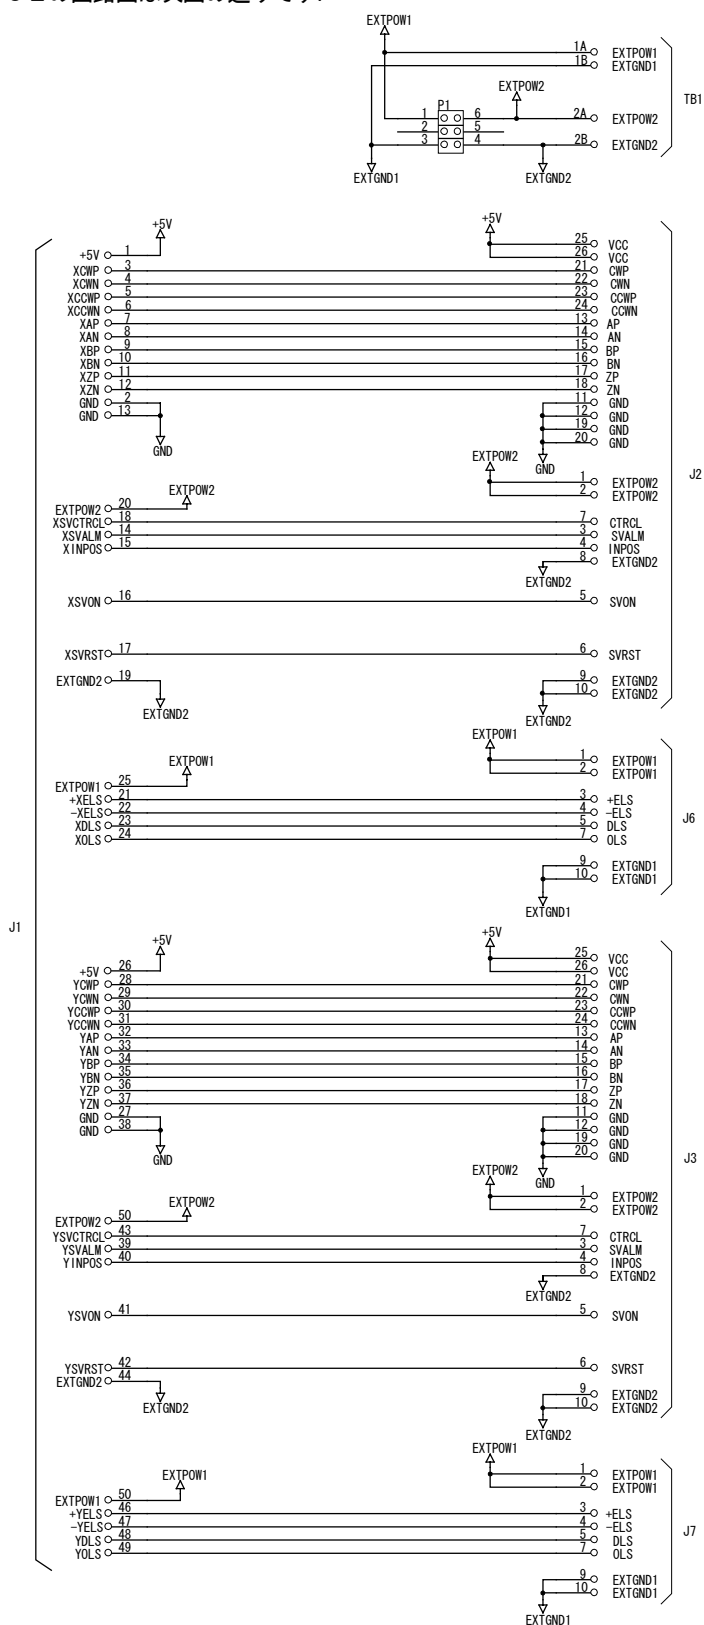 EXTPOW1
1A EXTPOW1
1B EXTGND1
EXTPOW2
TB1
P1
1 6
2A EXTPOW2
2 5
3 4
2B EXTGND2
EXTGND1
EXTGND2
+5V
+5V
+5V 1
25 VCC
26 VCC
XCWP 3
21 CWP
XCWN 4
22 CWN
XCCWP 5
23 CCWP
XCCWN 6
24 CCWN
XAP 7
13 AP
XAN 8
14 AN
XBP 9
15 BP
XBN 10
16 BN
XZP 11
17 ZP
XZN 12
18 ZN
GND 2
11 GND
GND 13
12 GND
19 GND
20 GND
GND
GND
EXTPOW2
J2
1 EXTPOW2
2 EXTPOW2
EXTPOW2
EXTPOW2 20
XSVCTRCL 18
7 CTRCL
XSVALM 14
3 SVALM
XINPOS 15
4 INPOS
8 EXTGND2
EXTGND2
XSVON 16
5 SVON
XSVRST 17
6 SVRST
EXTGND2 19
9 EXTGND2
10 EXTGND2
EXTGND2
EXTGND2
EXTPOW1
EXTPOW1
1 EXTPOW1
2 EXTPOW1
EXTPOW1 25
+XELS 21
3 +ELS
-XELS 22
4 -ELS
XDLS 23
5 DLS
XOLS 24
7 OLS
J6
9 EXTGND1
10 EXTGND1
EXTGND1
J1
+5V
+5V
+5V 26
25 VCC
26 VCC
YCWP 28
21 CWP
YCWN 29
22 CWN
YCCWP 30
23 CCWP
YCCWN 31
24 CCWN
YAP 32
13 AP
YAN 33
14 AN
YBP 34
15 BP
YBN 35
16 BN
YZP 36
17 ZP
YZN 37
18 ZN
GND 27
11 GND
GND 38
12 GND
19 GND
20 GND
GND
GND
J3
EXTPOW2
1 EXTPOW2
2 EXTPOW2
EXTPOW2
EXTPOW2 50
YSVCTRCL 43
7 CTRCL
YSVALM 39
3 SVALM
YINPOS 40
4 INPOS
8 EXTGND2
EXTGND2
YSVON 41
5 SVON
YSVRST 42
6 SVRST
EXTGND2 44
9 EXTGND2
10 EXTGND2
EXTGND2
EXTGND2
EXTPOW1
EXTPOW1
1 EXTPOW1
2 EXTPOW1
EXTPOW1 50
+YELS 46
3 +ELS
-YELS 47
4 -ELS
YDLS 48
5 DLS
YOLS 49
7 OLS
J7
9 EXTGND1
10 EXTGND1
EXTGND1